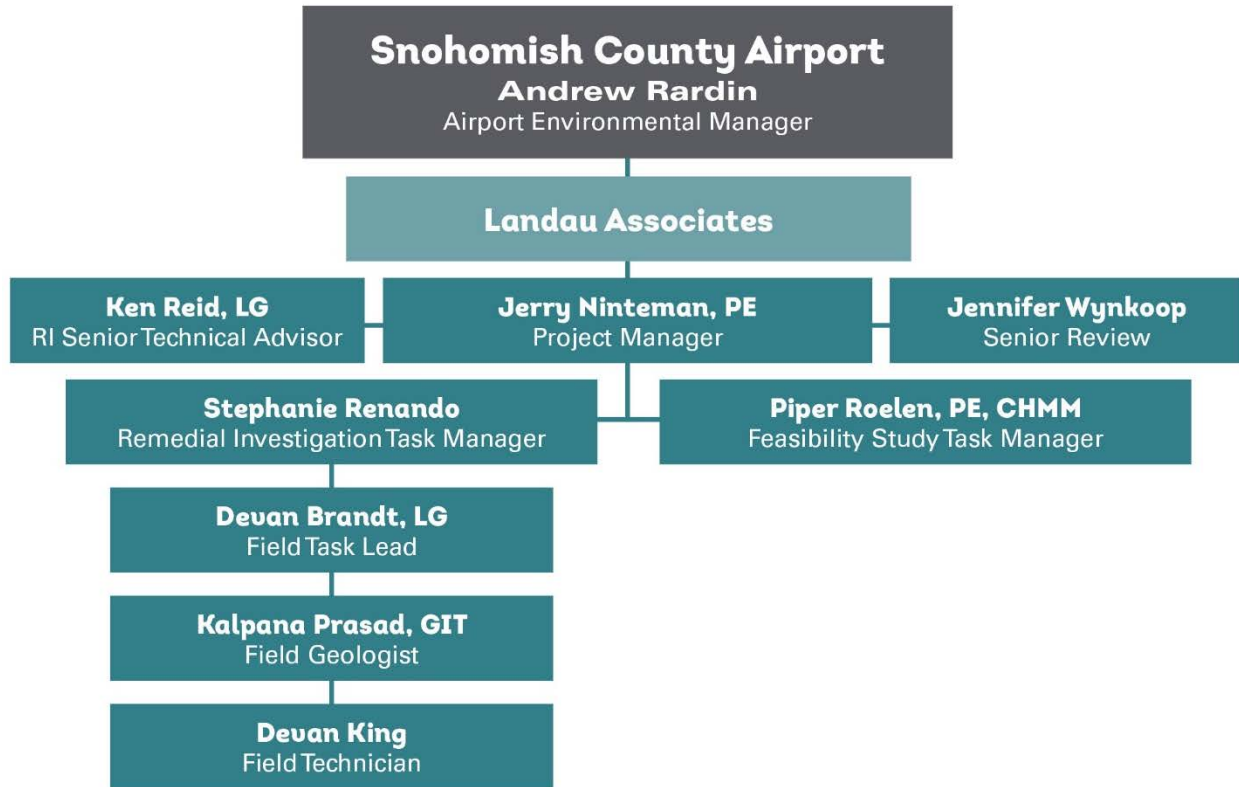 Snohomish County Airport
Andrew Rardin
Airport Environmental Manager
Landau Associates
Ken Reid, LG
RI Senior Technical Advisor
Jerry Ninteman, PE
Project Manager
Jennifer Wynkoop
Senior Review
Stephanie Renando
Remedial Investigation Task Manager
Piper Roelen, PE, CHMM
Feasibility Study Task Manager
Devan Brandt, LG
Field Task Lead
Kalpana Prasad, GIT
Field Geologist
Devan King
Field Technician